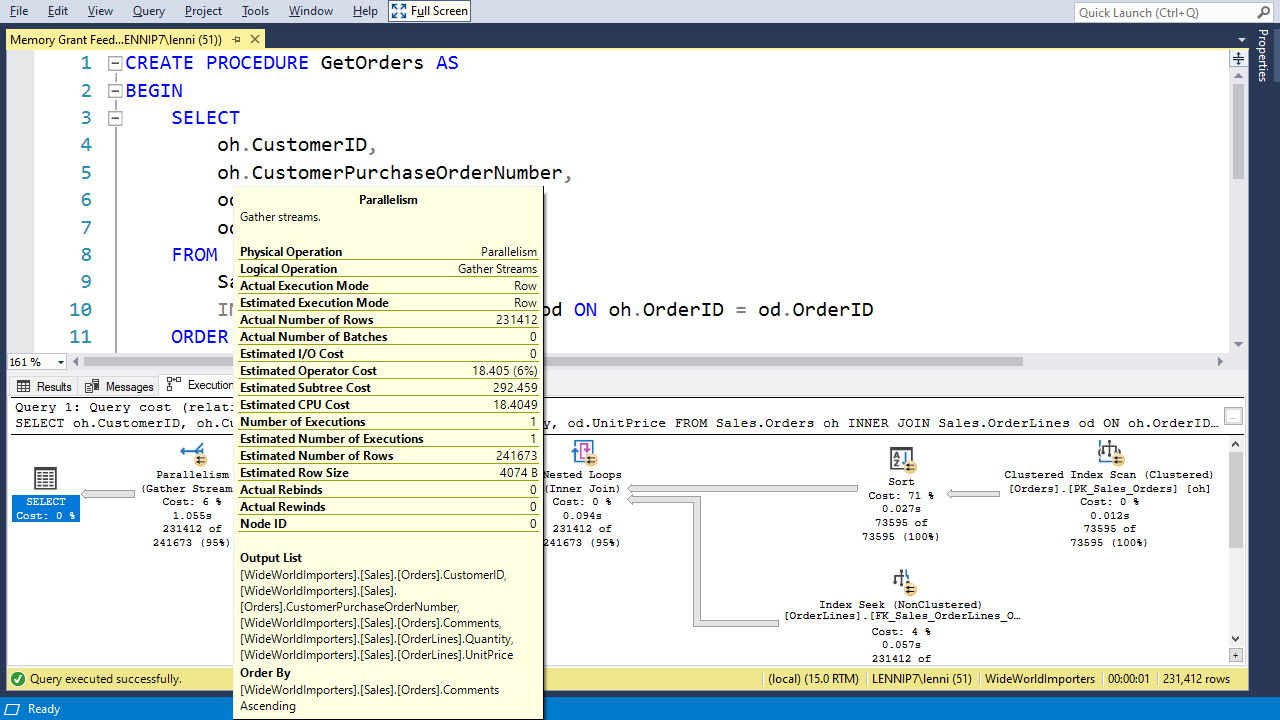 File Edit View Query Project Tools Window Help Full Screen
Quick Launch (Ctrl+Q)
Memory Grant Feed...ENNIP7\lenni (51))
Properties
1 CREATE PROCEDURE GetOrders AS
2 BEGIN
3 SELECT
4 oh.CustomerID,
5 oh.CustomerPurchaseOrderNumber,
6
7
8 FROM
9
10 od ON oh.OrderID = od.OrderID
11 ORDER
161 %
Results Messages Execution
Query 1: Query cost (relati
SELECT oh.CustomerID, oh.Cu y, od.UnitPrice FROM Sales.Orders oh INNER JOIN Sales.OrderLines od ON oh.OrderID...
SELECT
Cost: 0 %
Parallelism
(Gather Stream
Cost: 6 %
1.055s
231412 of
241673 (95%)
Parallelism
Gather streams.
Physical Operation Parallelism
Logical Operation Gather Streams
Actual Execution Mode Row
Estimated Execution Mode Row
Actual Number of Rows 231412
Actual Number of Batches 0
Estimated I/O Cost 0
Estimated Operator Cost 18.405 (6%)
Estimated Subtree Cost 292.459
Estimated CPU Cost 18.4049
Number of Executions 1
Estimated Number of Executions 1
Estimated Number of Rows 241673
Estimated Row Size 4074 B
Actual Rebinds 0
Actual Rewinds 0
Node ID 0
Output List
[WideWorldImporters].[Sales].[Orders].CustomerID,
[WideWorldImporters].[Sales].
[Orders].CustomerPurchaseOrderNumber,
[WideWorldImporters].[Sales].[Orders].Comments,
[WideWorldImporters].[Sales].[OrderLines].Quantity,
[WideWorldImporters].[Sales].[OrderLines].UnitPrice
Order By
[WideWorldImporters].[Sales].[Orders].Comments
Ascending
Nested Loops
(Inner Join)
Cost: 0 %
0.094s
231412 of
241673 (95%)
Sort
Cost: 71 %
0.027s
73595 of
73595 (100%)
Clustered Index Scan (Clustered)
[Orders].[PK_Sales_Orders] [oh]
Cost: 0 %
0.012s
73595 of
73595 (100%)
Index Seek (NonClustered)
[OrderLines].[FK_Sales_OrderLines_O...
Cost: 4 %
0.057s
231412 of
Query executed successfully.
(local) (15.0 RTM) LENNIP7\lenni (51) WideWorldImporters 00:00:01 231,412 rows
Ready